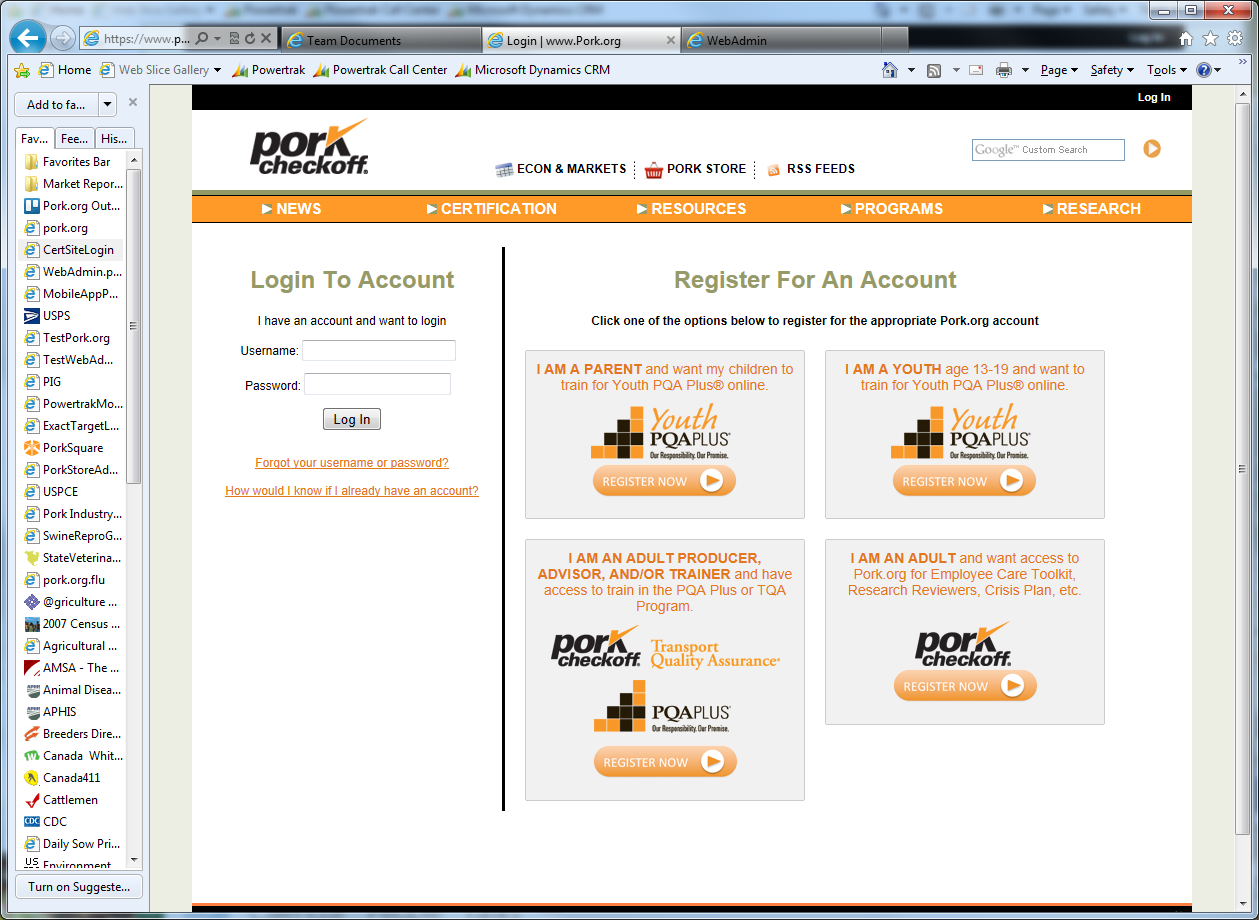 https://www.p...
Team Documents
Login | www.Pork.org
WebAdmin
Home
Web Slice Gallery
Powertrak
Powertrak Call Center
Microsoft Dynamics CRM
Page
Safety
Tools
Add to fa...
Fav...
Fee...
His...
Favorites Bar
Market Repor...
Pork.org Out...
pork.org
CertSiteLogin
WebAdmin.p...
MobileAppP...
USPS
TestPork.org
TestWebAd...
PIG
PowertrakMo...
ExactTargetL...
PorkSquare
PorkStoreAd...
USPCE
Pork Industry...
SwineReproG...
StateVeterina...
pork.org.flu
@griculture ...
2007 Census ...
Agricultural ...
AMSA - The ...
Animal Disea...
APHIS
Breeders Dire...
Canada Whit...
Canada411
Cattlemen
CDC
Daily Sow Pri...
Environment
Turn on Suggeste...
Log In
pork
checkoff.
ECON & MARKETS
PORK STORE
RSS FEEDS
Google™ Custom Search
NEWS
CERTIFICATION
RESOURCES
PROGRAMS
RESEARCH
Login To Account
I have an account and want to login
Username:
Password:
Log In
Forgot your username or password?
How would I know if I already have an account?
Register For An Account
Click one of the options below to register for the appropriate Pork.org account
I AM A PARENT and want my children to
train for Youth PQA Plus® online.
Youth
PQAPLUS®
Our Responsibility. Our Promise.
REGISTER NOW
I AM A YOUTH age 13-19 and want to
train for Youth PQA Plus® online.
Youth
PQAPLUS®
Our Responsibility. Our Promise.
REGISTER NOW
I AM AN ADULT PRODUCER,
ADVISOR, AND/OR TRAINER and have
access to train in the PQA Plus or TQA
Program.
pork
checkoff.
Transport
Quality Assurance
PQAPLUS®
Our Responsibility. Our Promise.
REGISTER NOW
I AM AN ADULT and want access to
Pork.org for Employee Care Toolkit,
Research Reviewers, Crisis Plan, etc.
pork
checkoff.
REGISTER NOW